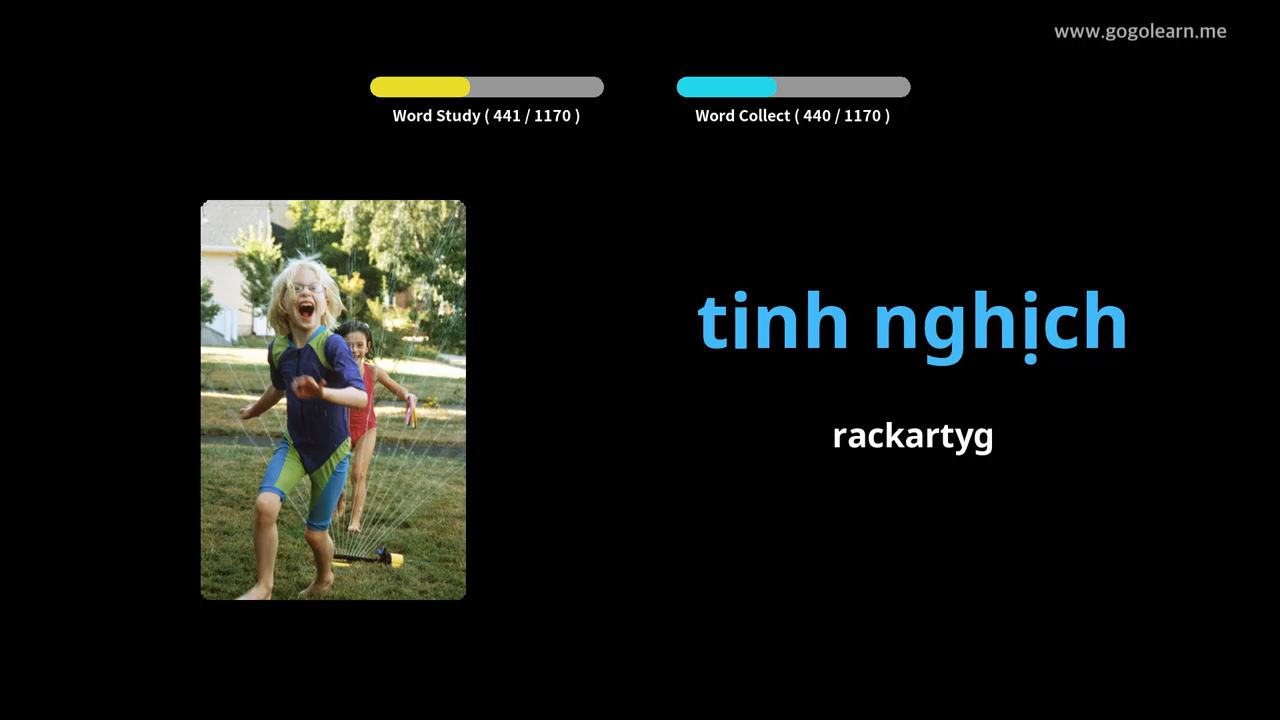 www.gogolearn.me
Word Study ( 441 / 1170 )
Word Collect ( 440 / 1170 )
tinh nghịch
rackartyg